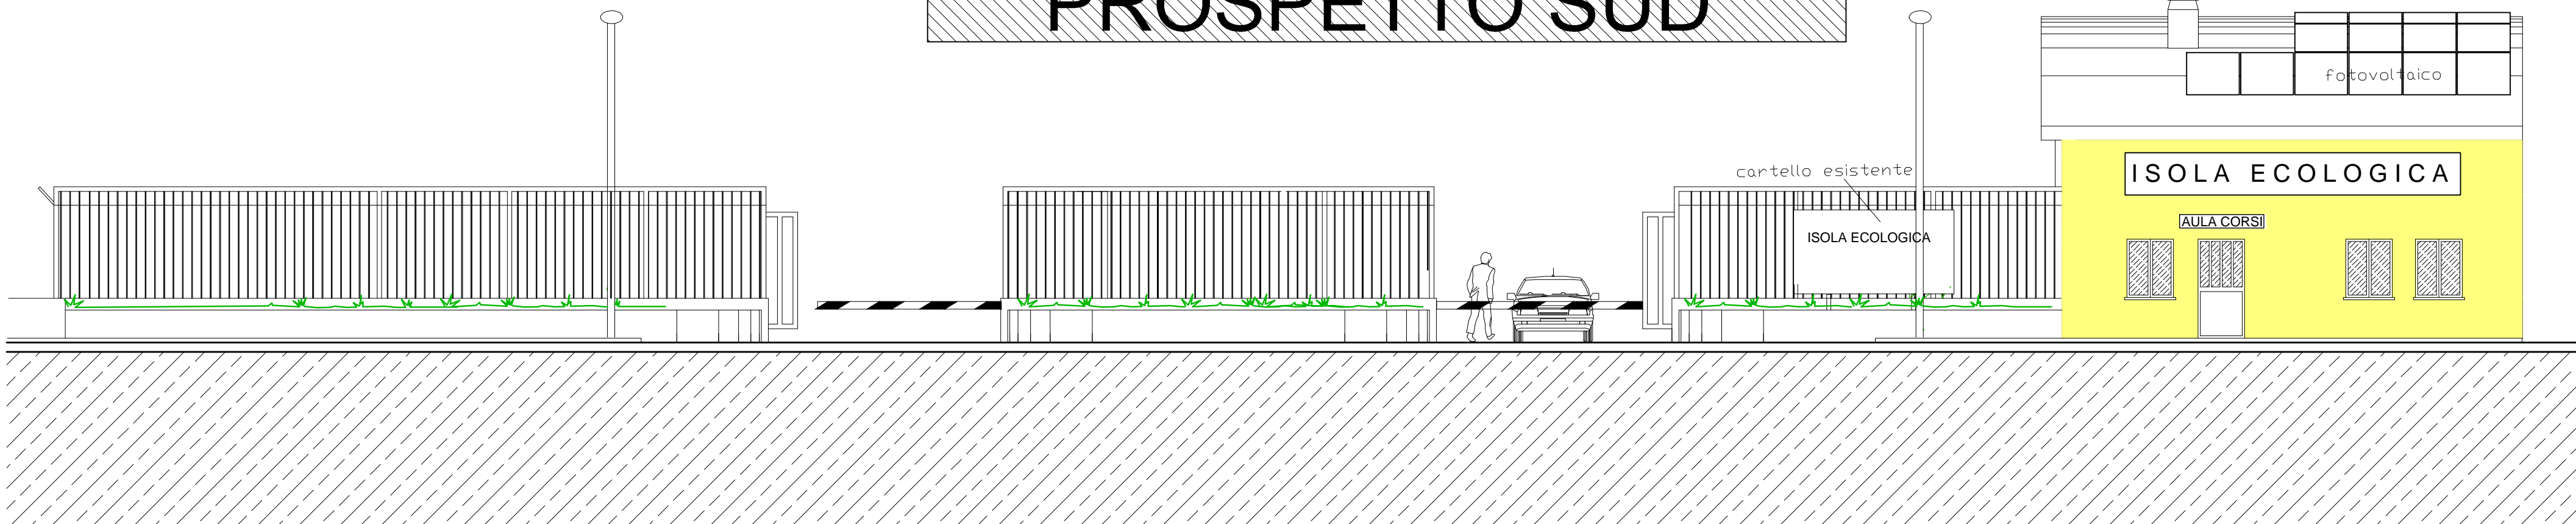 PROSPETTO SUD
fotovoltaico
cartello esistente
ISOLA ECOLOGICA
AULA CORSI
ISOLA ECOLOGICA